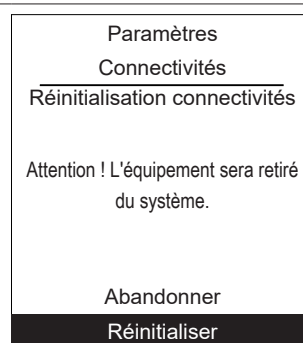 Paramètres
Connectivités
Réinitialisation connectivités
Attention ! L'équipement sera retiré
du système.
Abandonner
Réinitialiser